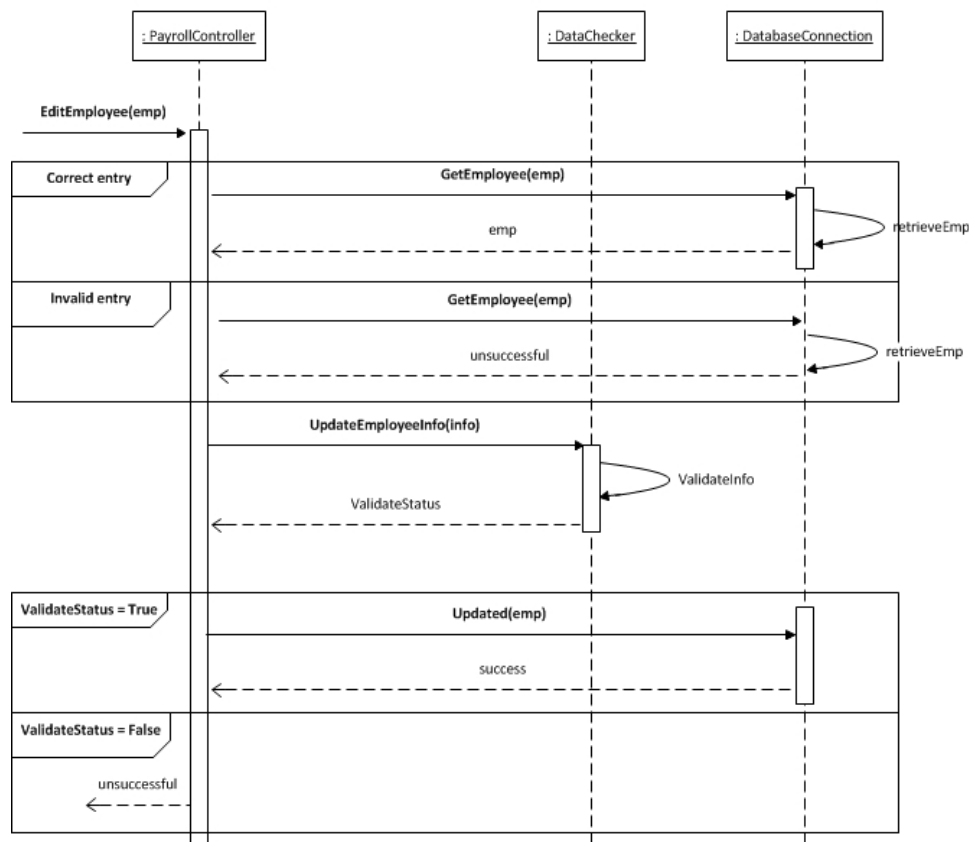 : PayrollController
: DataChecker
: DatabaseConnection
EditEmployee(emp)
Correct entry
GetEmployee(emp)
retrieveEmp
emp
Invalid entry
GetEmployee(emp)
retrieveEmp
unsuccessful
UpdateEmployeeInfo(info)
ValidateInfo
ValidateStatus
ValidateStatus = True
Updated(emp)
success
ValidateStatus = False
unsuccessful